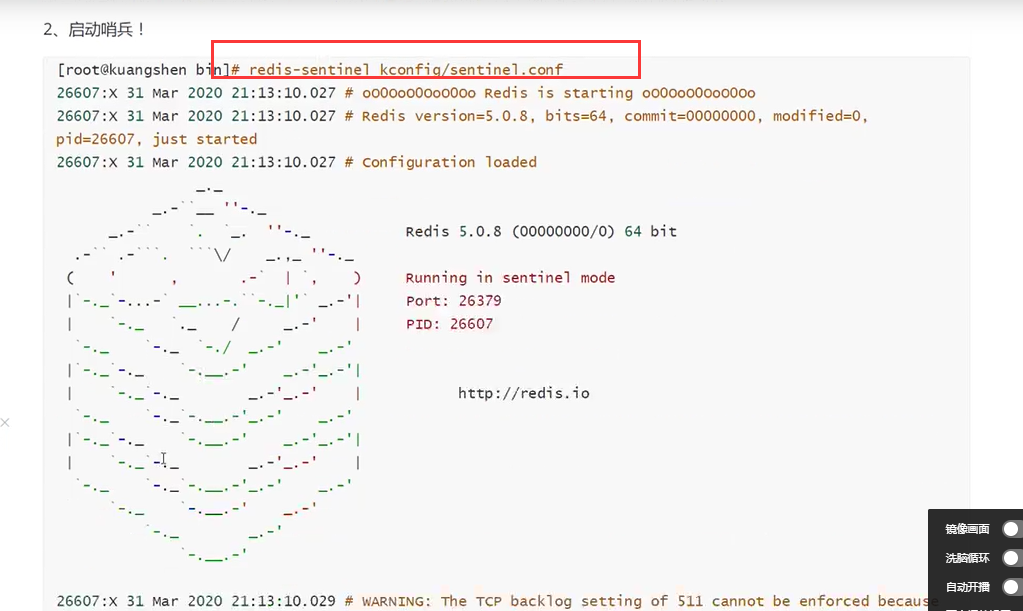 2、启动哨兵！
[root@kuangshen bin]# redis-sentinel kconfig/sentinel.conf
26607:X 31 Mar 2020 21:13:10.027 # oO0OoO0OoO0Oo Redis is starting oO0OoO0OoO0Oo
26607:X 31 Mar 2020 21:13:10.027 # Redis version=5.0.8, bits=64, commit=00000000, modified=0,
pid=26607, just started
26607:X 31 Mar 2020 21:13:10.027 # Configuration loaded
Redis 5.0.8 (00000000/0) 64 bit
Running in sentinel mode
Port: 26379
PID: 26607
http://redis.io
镜像画面
洗脑循环
自动开播
26607:X 31 Mar 2020 21:13:10.029 # WARNING: The TCP backlog setting of 511 cannot be enforced because